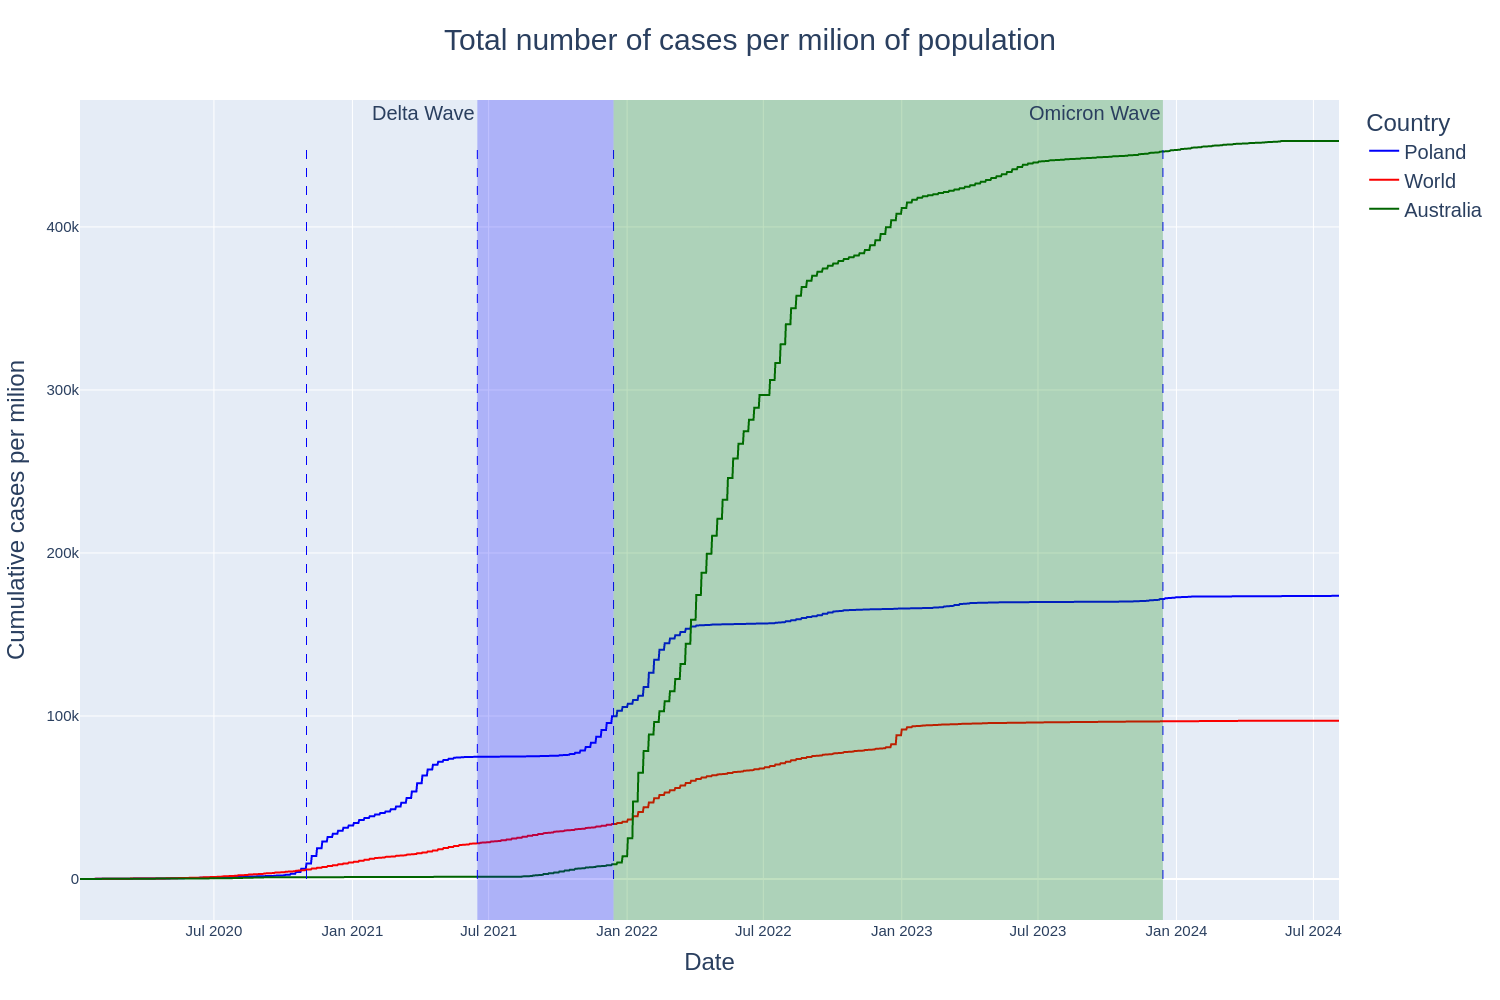 Total number of cases per milion of population
Delta Wave
Omicron Wave
Country
Poland
World
Australia
Cumulative cases per milion
400k
300k
200k
100k
0
Jul 2020
Jan 2021
Jul 2021
Jan 2022
Jul 2022
Jan 2023
Jul 2023
Jan 2024
Jul 2024
Date